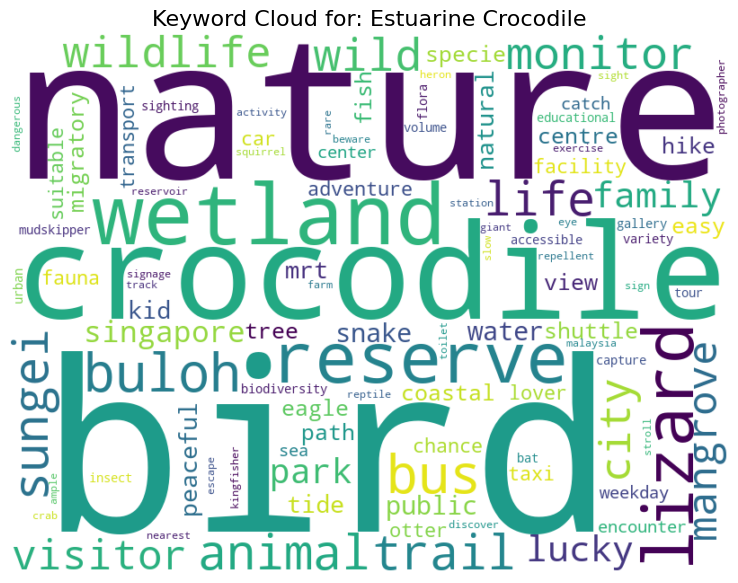 Keyword Cloud for: Estuarine Crocodile
wildlife
wild
specie
monitor
nature
dangerous
transport
sighting
activity
squirrel
car
rare
beware
center
fish
heron
flora
volume
natural
sight
catch
educational
centre
exercise
facility
hike
photographer
suitable
migratory
reservoir
adventure
life
family
mudskipper
wetland
station
giant
eye
gallery
easy
accessible
variety
slow
repellent
crocodile
urban
fauna
signage
track
mrt
farm
view
sign
tour
kid
singapore
tree
snake
water
shuttle
toilet
malaysia
sungei
buloh
reserve
capture
lizard
mangrove
biodiversity
reptile
coastal
lover
city
stroll
bird
eagle
path
peaceful
escape
kingfisher
sea
chance
park
bus
bat
taxi
weekday
insect
ample
crab
tide
public
otter
discover
encounter
nearest
visitor
animal
trail
lucky